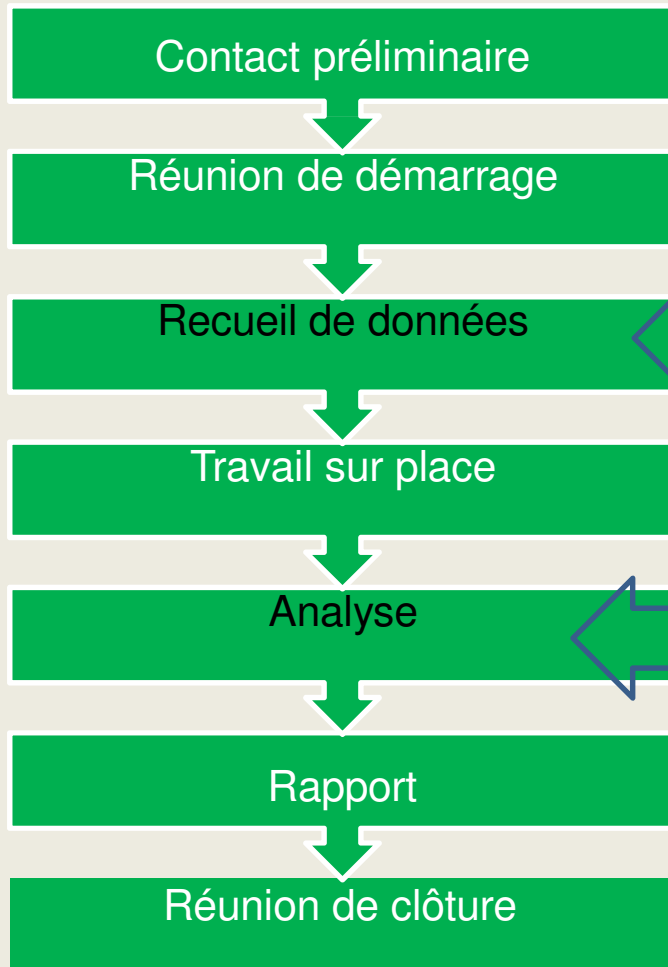 Contact préliminaire
Réunion de démarrage
Recueil de données
Travail sur place
Analyse
Rapport
Réunion de clôture